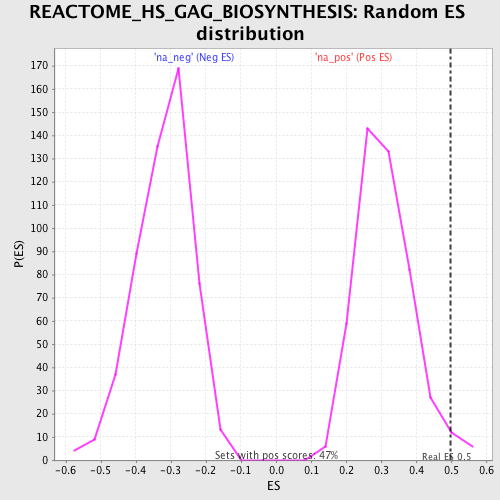 REACTOME_HS_GAG_BIOSYNTHESIS: Random ES
distribution
'na_neg' (Neg ES) 'na_pos' (Pos ES)
170
160
150
140
130
120
110
100
90
80
70
60
50
40
30
20
10
0
P(ES)
Sets with pos scores: 47%
Real ES 0.5
-0.6 -0.5 -0.4 -0.3 -0.2 -0.1 0.0 0.1 0.2 0.3 0.4 0.5 0.6
ES